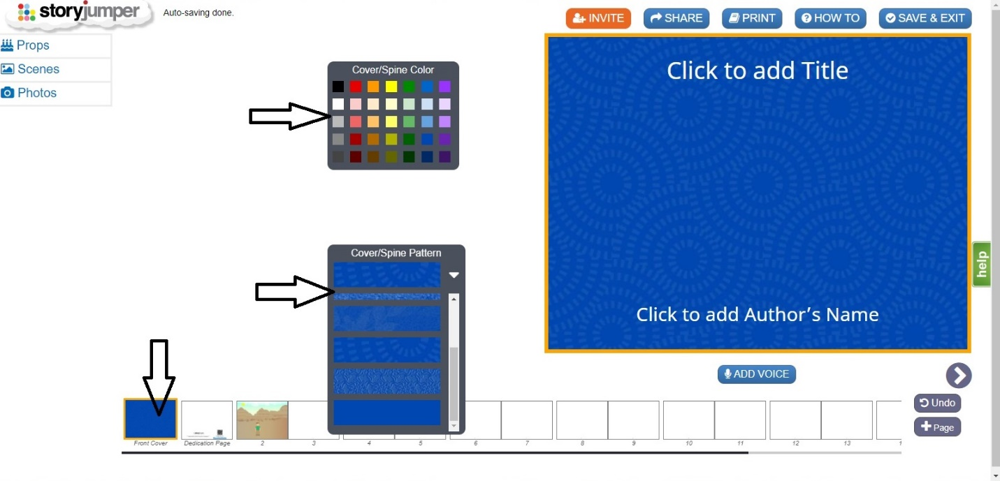 storyjumper
Auto-saving done.
INVITE
SHARE
PRINT
HOW TO
SAVE & EXIT
Props
Scenes
Photos
Cover/Spine Color
Click to add Title
Cover/Spine Pattern
help
Click to add Author's Name
ADD VOICE
Undo
Page
Front Cover
Dedication Page
2
3
4
5
6
7
8
9
10
11
12
13
1